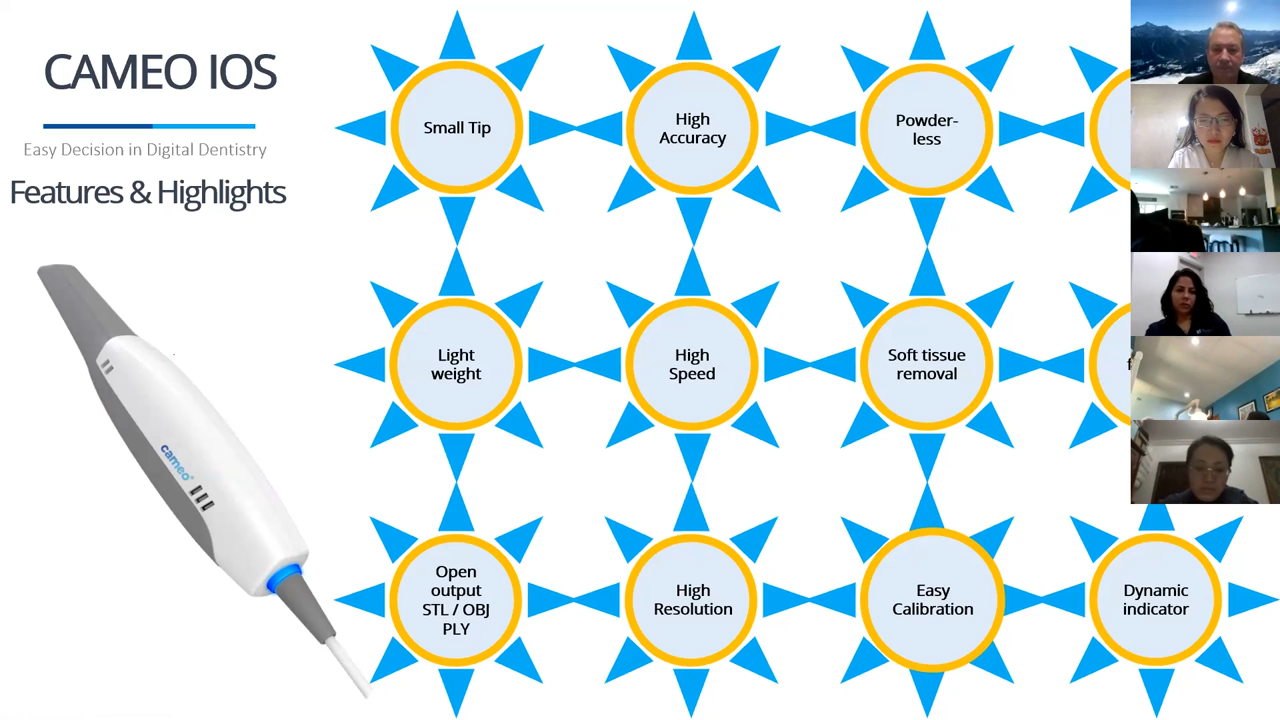 CAMEO IOS
Easy Decision in Digital Dentistry
Features & Highlights
cameo
Small Tip
High
Accuracy
Powder-
less
Light
weight
High
Speed
Soft tissue
removal
Open
output
STL / OBJ
PLY
High
Resolution
Easy
Calibration
Dynamic
indicator